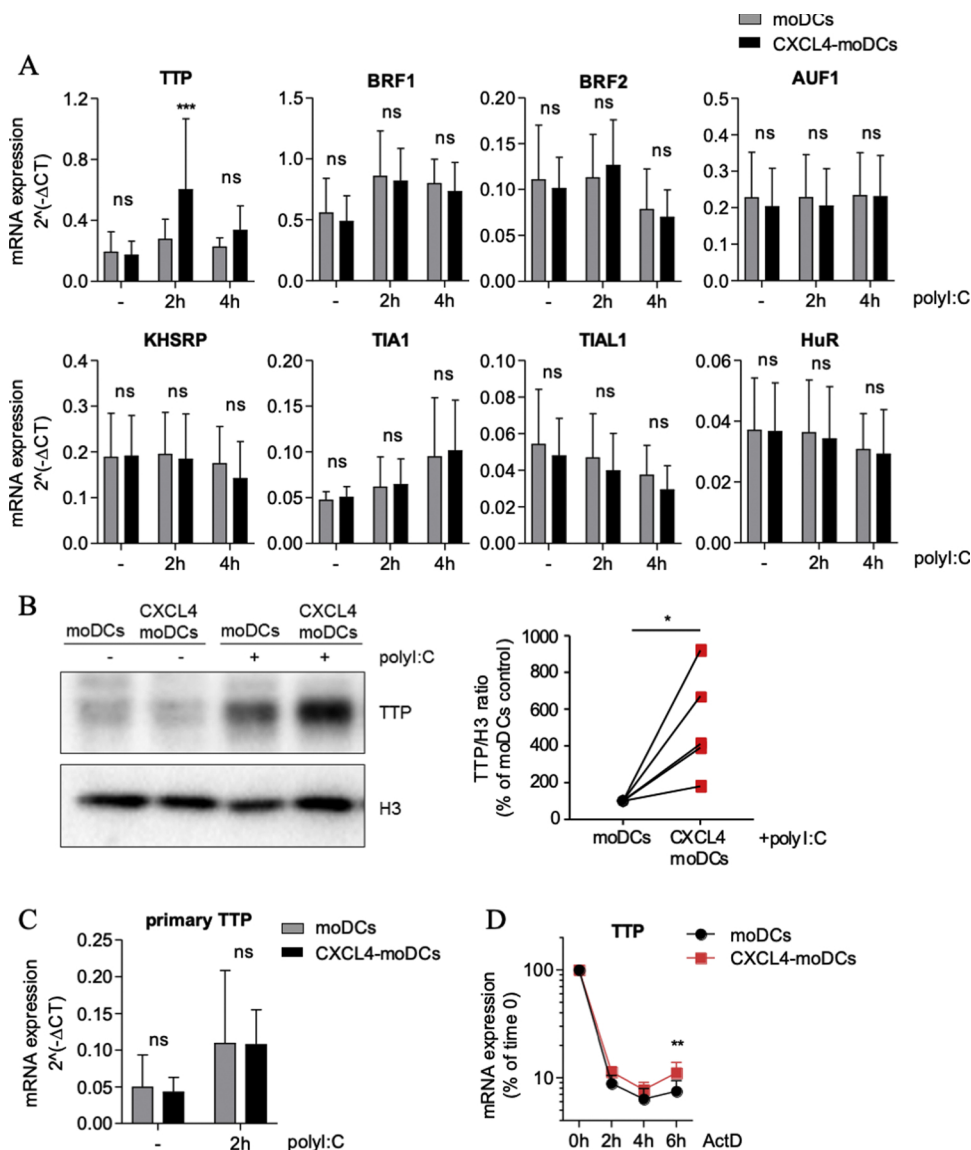 moDCs
CXCL4-moDCs
A
TTP
BRF1
BRF2
AUF1
mRNA expression
2^(-ΔCT)
1.2
0.8
0.4
0.0
ns
***
ns
- 2h 4h
1.5
1.0
0.5
0.0
ns
ns
ns
- 2h 4h
0.20
0.15
0.10
0.05
0.00
ns
ns
ns
- 2h 4h
0.5
0.4
0.3
0.2
0.1
0.0
ns
ns
ns
- 2h 4h
polyI:C
KHSRP
TIA1
TIAL1
HuR
mRNA expression
2^(-ΔCT)
0.4
0.3
0.2
0.1
0.0
ns
ns
ns
- 2h 4h
0.20
0.15
0.10
0.05
0.00
ns
ns
ns
- 2h 4h
0.10
0.08
0.06
0.04
0.02
0.00
ns
ns
ns
- 2h 4h
0.06
0.04
0.02
0.00
ns
ns
ns
- 2h 4h
polyI:C
B
moDCs
CXCL4
moDCs
moDCs
CXCL4
moDCs
- - + + polyI:C
TTP
H3
TTP/H3 ratio
(% of moDCs control)
1000
800
600
400
200
0
*
moDCs
CXCL4
moDCs
+polyI:C
C
primary TTP
moDCs
CXCL4-moDCs
mRNA expression
2^(-ΔCT)
0.25
0.20
0.15
0.10
0.05
0.00
ns
ns
- 2h polyI:C
D
TTP
moDCs
CXCL4-moDCs
mRNA expression
(% of time 0)
100
10
**
0h 2h 4h 6h ActD